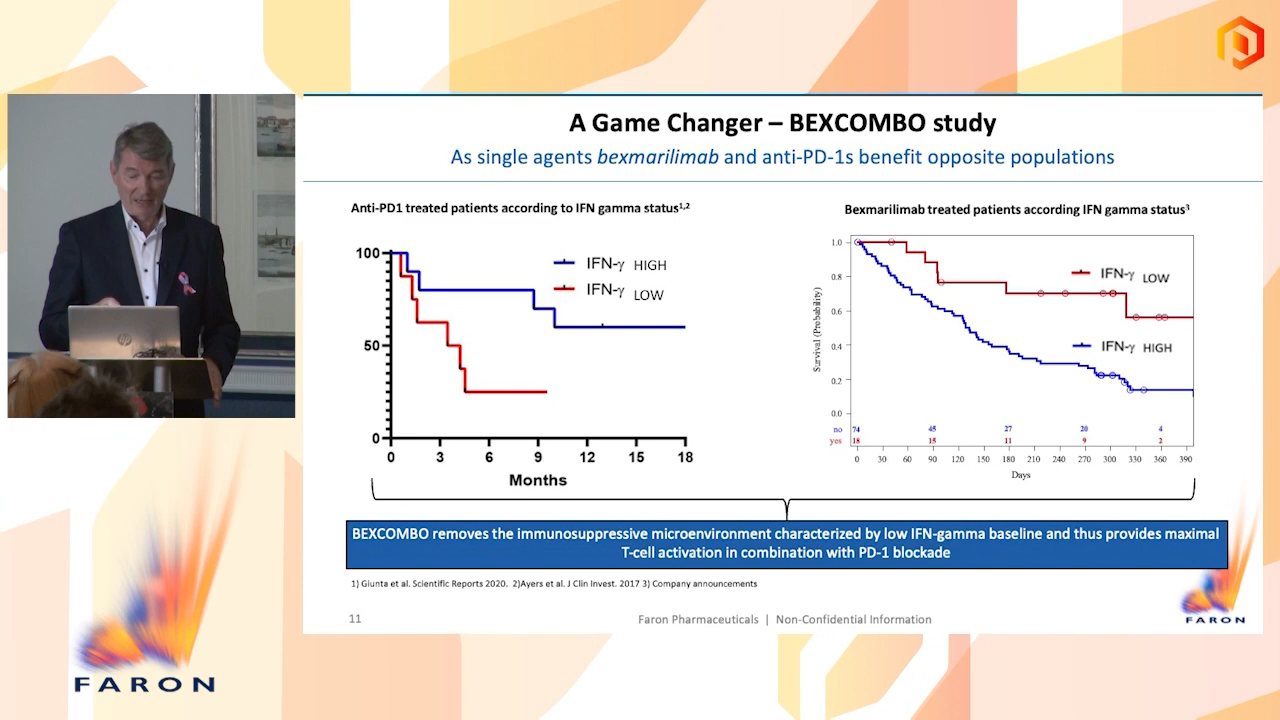 A Game Changer – BEXCOMBO study
As single agents bexmarilimab and anti-PD-1s benefit opposite populations
Anti-PD1 treated patients according to IFN gamma status1,2
100
50
0
0 3 6 9 12 15 18
Months
IFN-γ HIGH
IFN-γ LOW
Bexmarilimab treated patients according IFN gamma status3
Survival (Probability)
1.0
0.8
0.6
0.4
0.2
0.0
IFN-γ LOW
IFN-γ HIGH
no 74 45 27 20 4
yes 18 15 11 9 2
0 30 60 90 120 150 180 210 240 270 300 330 360 390
Days
BEXCOMBO removes the immunosuppressive microenvironment characterized by low IFN-gamma baseline and thus provides maximal
T-cell activation in combination with PD-1 blockade
1) Giunta et al. Scientific Reports 2020. 2)Ayers et al. J Clin Invest. 2017 3) Company announcements
11
Faron Pharmaceuticals | Non-Confidential Information
FARON
FARON
hp